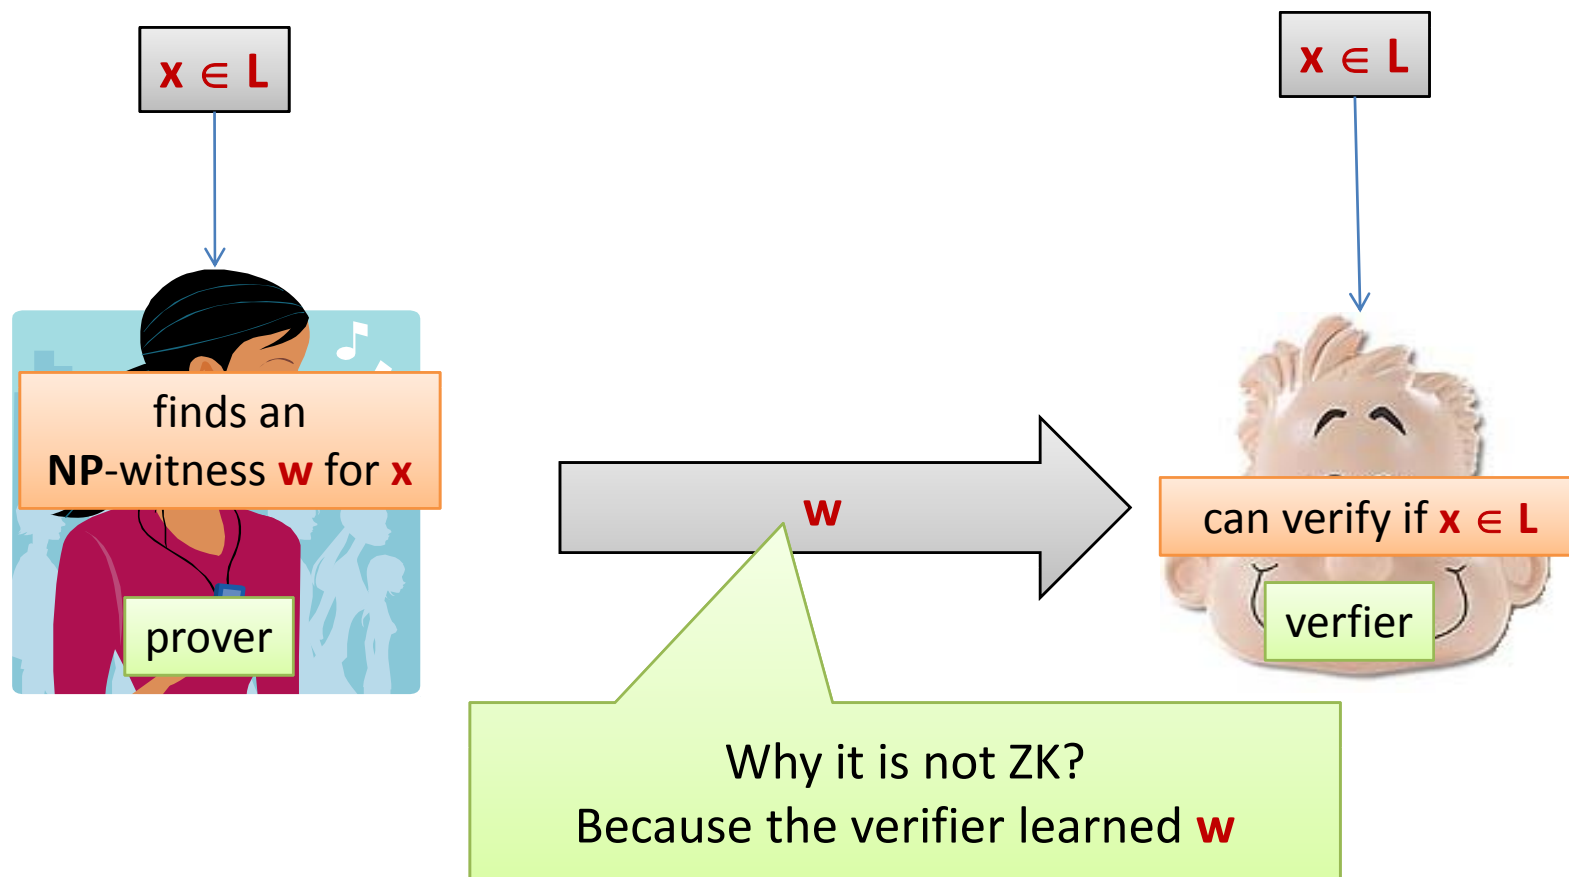 x ∈ L
x ∈ L
finds an
NP-witness w for x
w
can verify if x ∈ L
prover
verfier
Why it is not ZK?
Because the verifier learned w